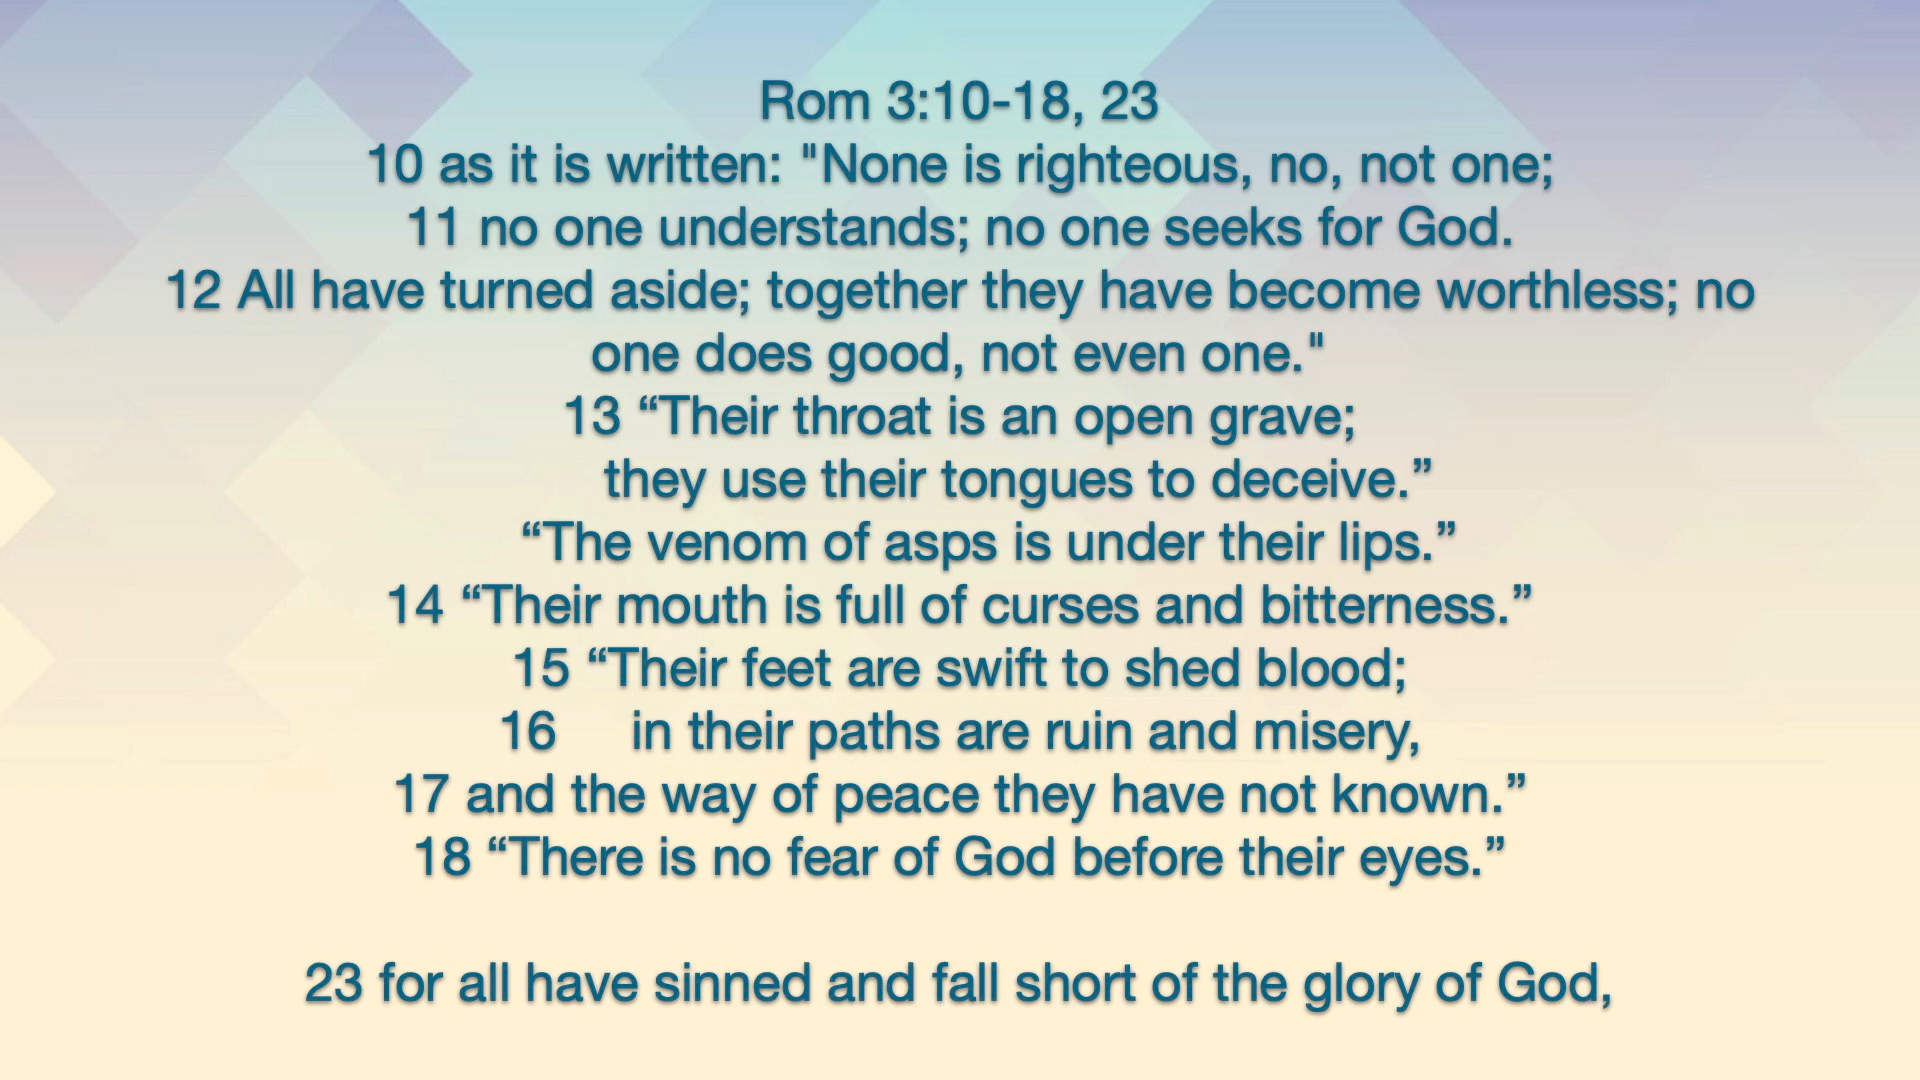 Rom 3:10-18, 23
10 as it is written: "None is righteous, no, not one;
11 no one understands; no one seeks for God.
12 All have turned aside; together they have become worthless; no
one does good, not even one."
13 “Their throat is an open grave;
they use their tongues to deceive.”
“The venom of asps is under their lips.”
14 “Their mouth is full of curses and bitterness.”
15 “Their feet are swift to shed blood;
16 in their paths are ruin and misery,
17 and the way of peace they have not known.”
18 “There is no fear of God before their eyes.”
23 for all have sinned and fall short of the glory of God,